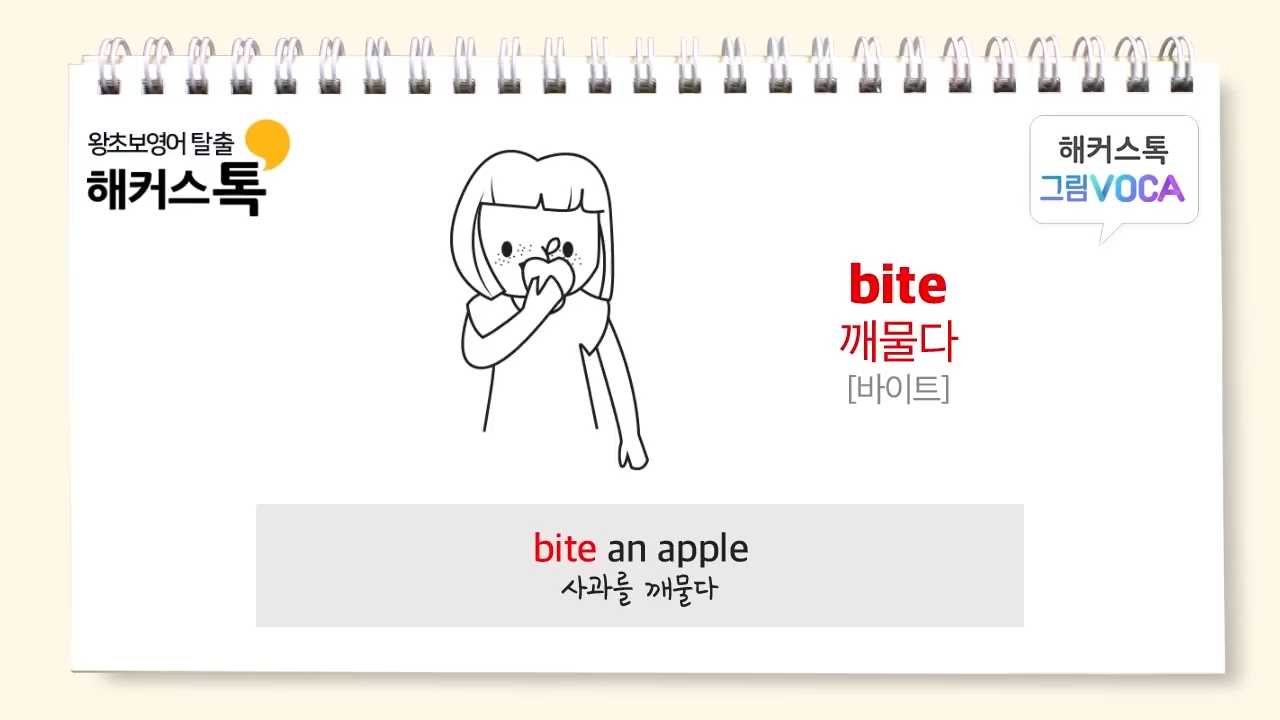 왕초보영어 탈출
해커스톡
해커스톡
그림VOCA
bite
깨물다
[바이트]
bite an apple
사과를 깨물다